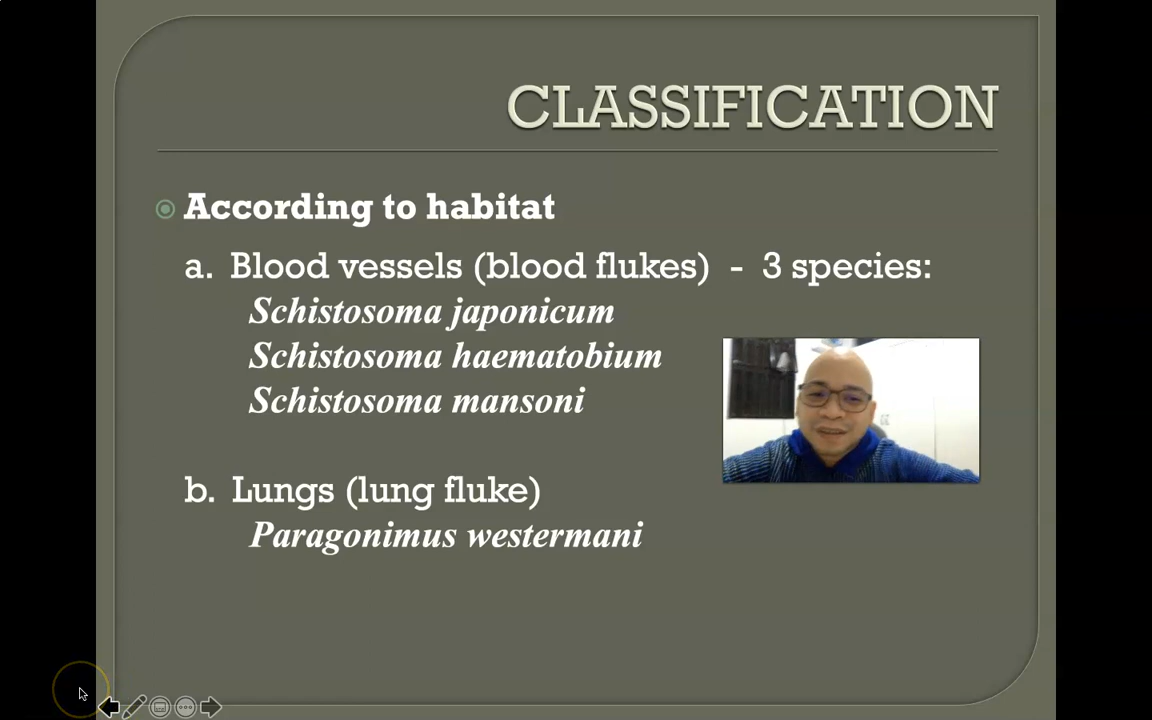 CLASSIFICATION
According to habitat
a. Blood vessels (blood flukes) - 3 species:
Schistosoma japonicum
Schistosoma haematobium
Schistosoma mansoni
b. Lungs (lung fluke)
Paragonimus westermani